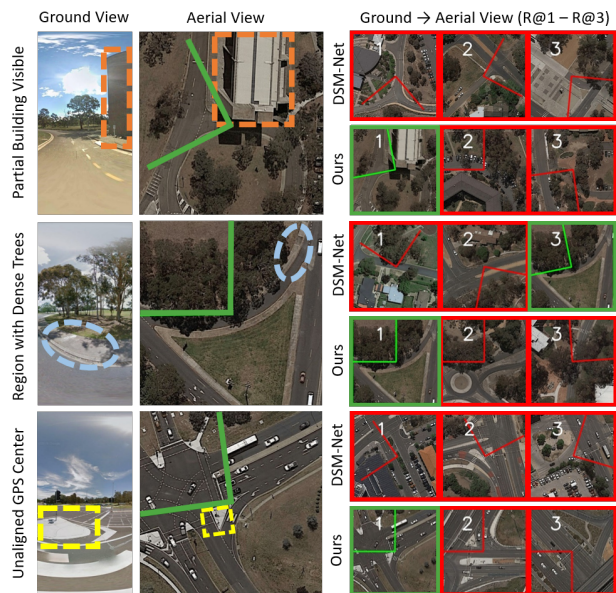 Ground View
Aerial View
Ground → Aerial View (R@1 – R@3)
Partial Building Visible
DSM-Net
1
2
3
Ours
1
2
3
Region with Dense Trees
DSM-Net
1
2
3
Ours
1
2
3
Unaligned GPS Center
DSM-Net
1
2
3
Ours
1
2
3